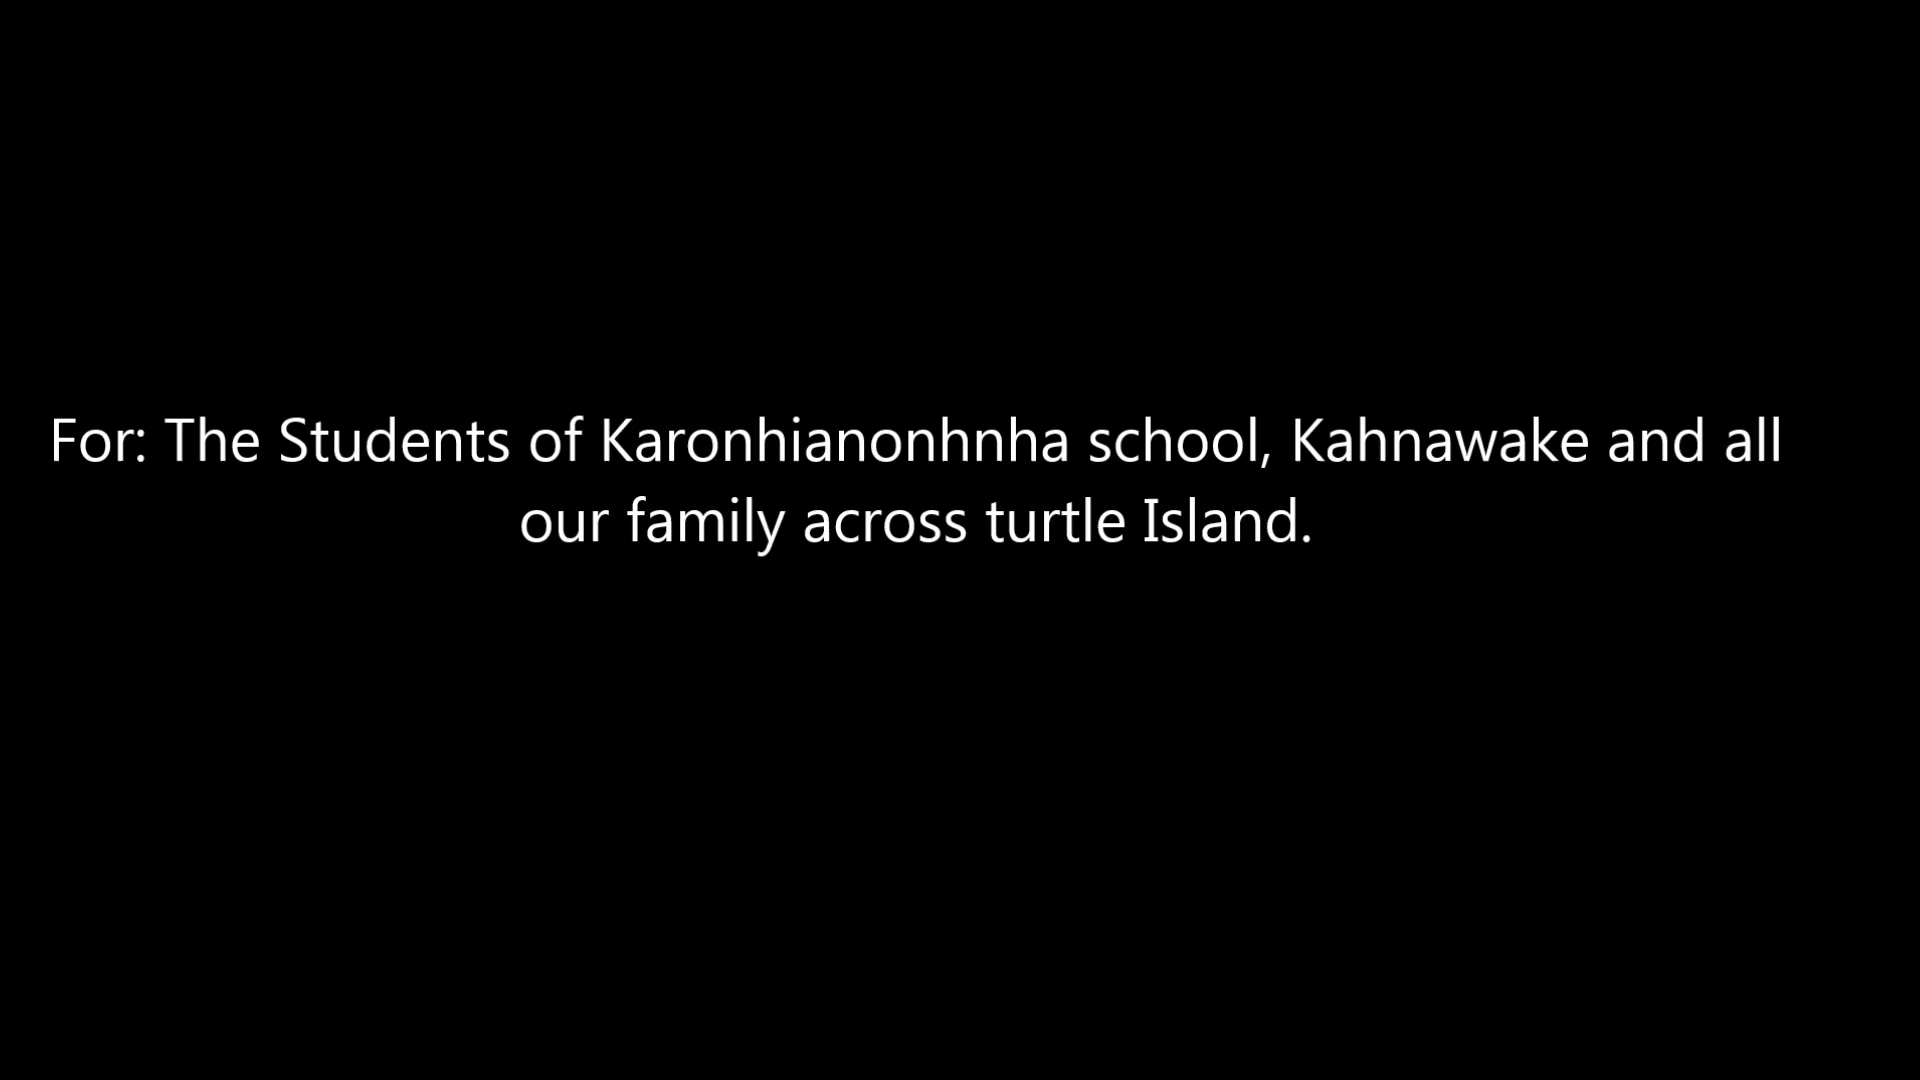 For: The Students of Karonhianonhnha school, Kahnawake and all
our family across turtle Island.